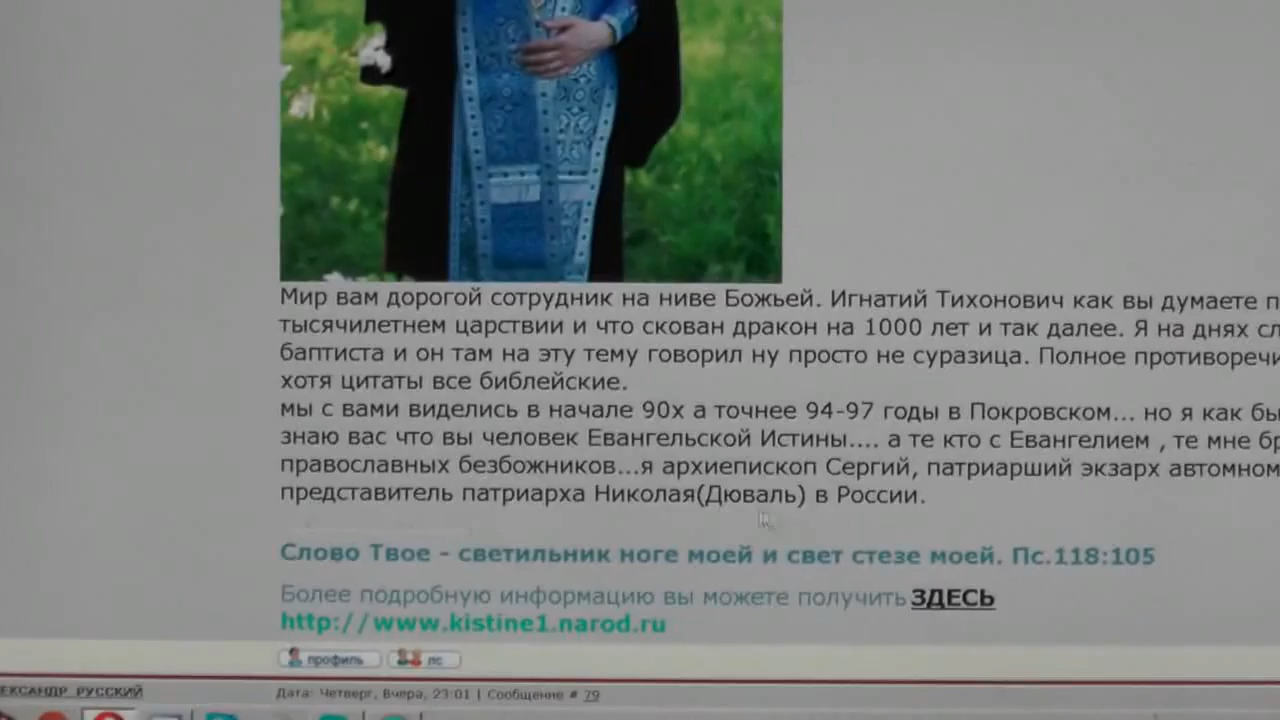 Мир вам дорогой сотрудник на ниве Божьей. Игнатий Тихонович как вы думаете
тысячилетнем царствии и что скован дракон на 1000 лет и так далее. Я на днях
баптиста и он там на эту тему говорил ну просто не суразица. Полное
хотя цитаты все библейские.
мы с вами виделись в начале 90х а точнее 94-97 годы в Покровском... но я как
знаю вас что вы человек Евангельской Истины.... а те кто с Евангелием , те мне
православных безбожников...я архиепископ Сергий, патриарший экзарх
представитель патриарха Николая(Дюваль) в России.
Слово Твое - светильник ноге моей и свет стезе моей. Пс.118:105
Более подробную информацию вы можете получить ЗДЕСЬ
http://www.kistine1.narod.ru
профиль лс
РУССКИЙ Дата: Четверг, Вчера, 23:01 | Сообщение # 79